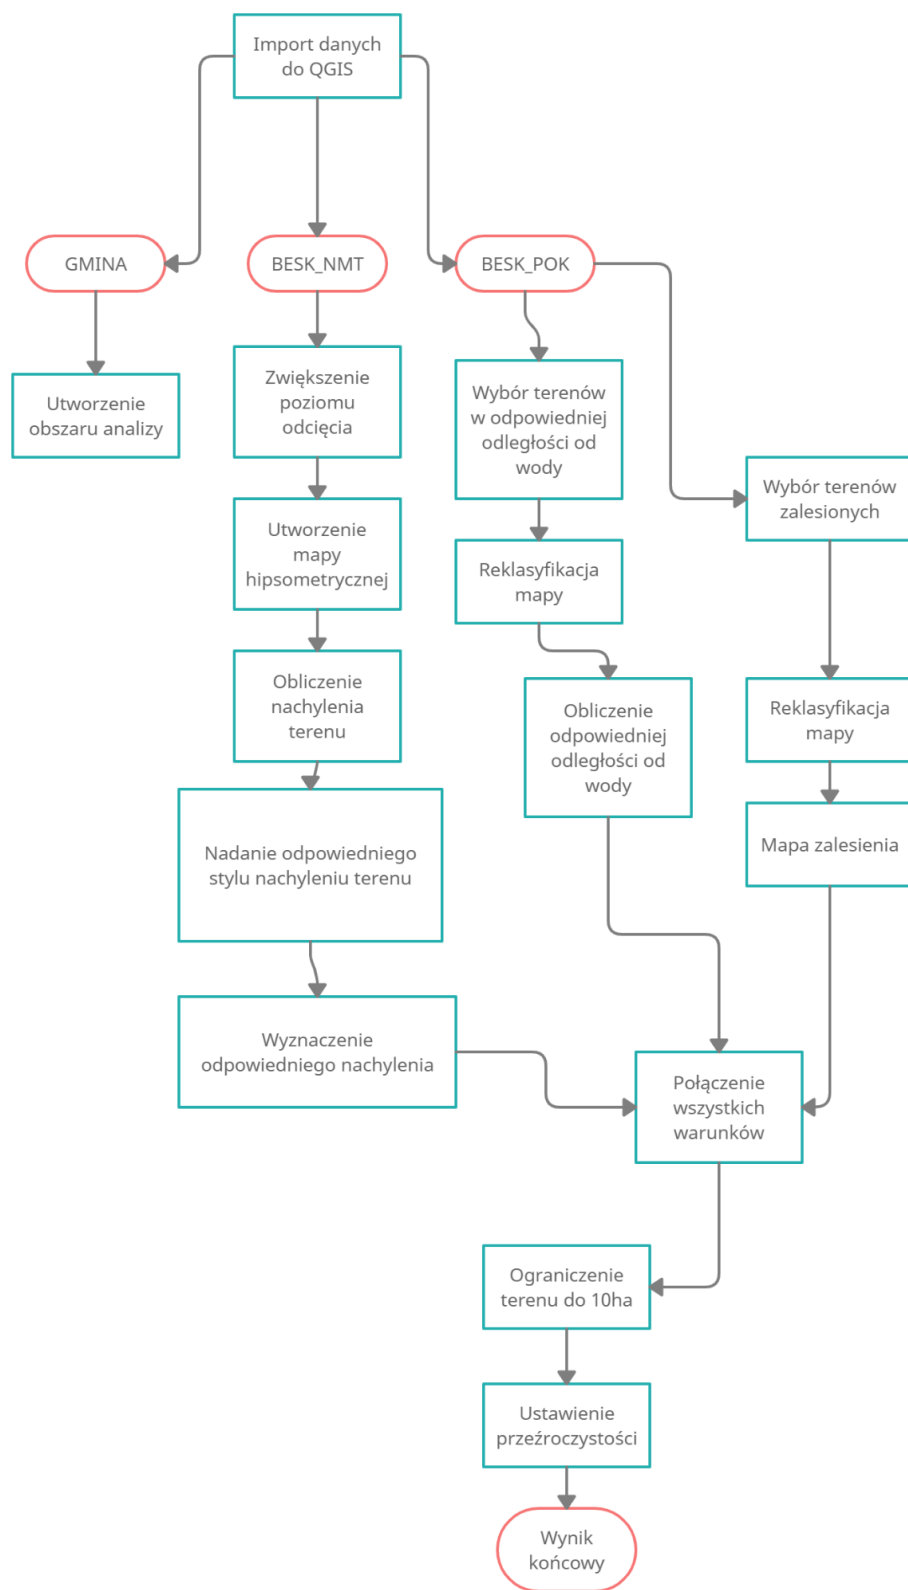 Import danych
do QGIS
GMINA
BESK_NMT
BESK_POK
Utworzenie
obszaru analizy
Zwiększenie
poziomu
odcięcia
Wybór terenów
w odpowiedniej
odległości od
wody
Wybór terenów
zalesionych
Utworzenie
mapy
hipsometrycznej
Reklasyfikacja
mapy
Obliczenie
nachylenia
terenu
Obliczenie
odpowiedniej
odległości od
wody
Reklasyfikacja
mapy
Nadanie odpowiedniego
stylu nachyleniu terenu
Mapa zalesienia
Wyznaczenie
odpowiedniego nachylenia
Połączenie
wszystkich
warunków
Ograniczenie
terenu do 10ha
Ustawienie
przeźroczystości
Wynik
końcowy